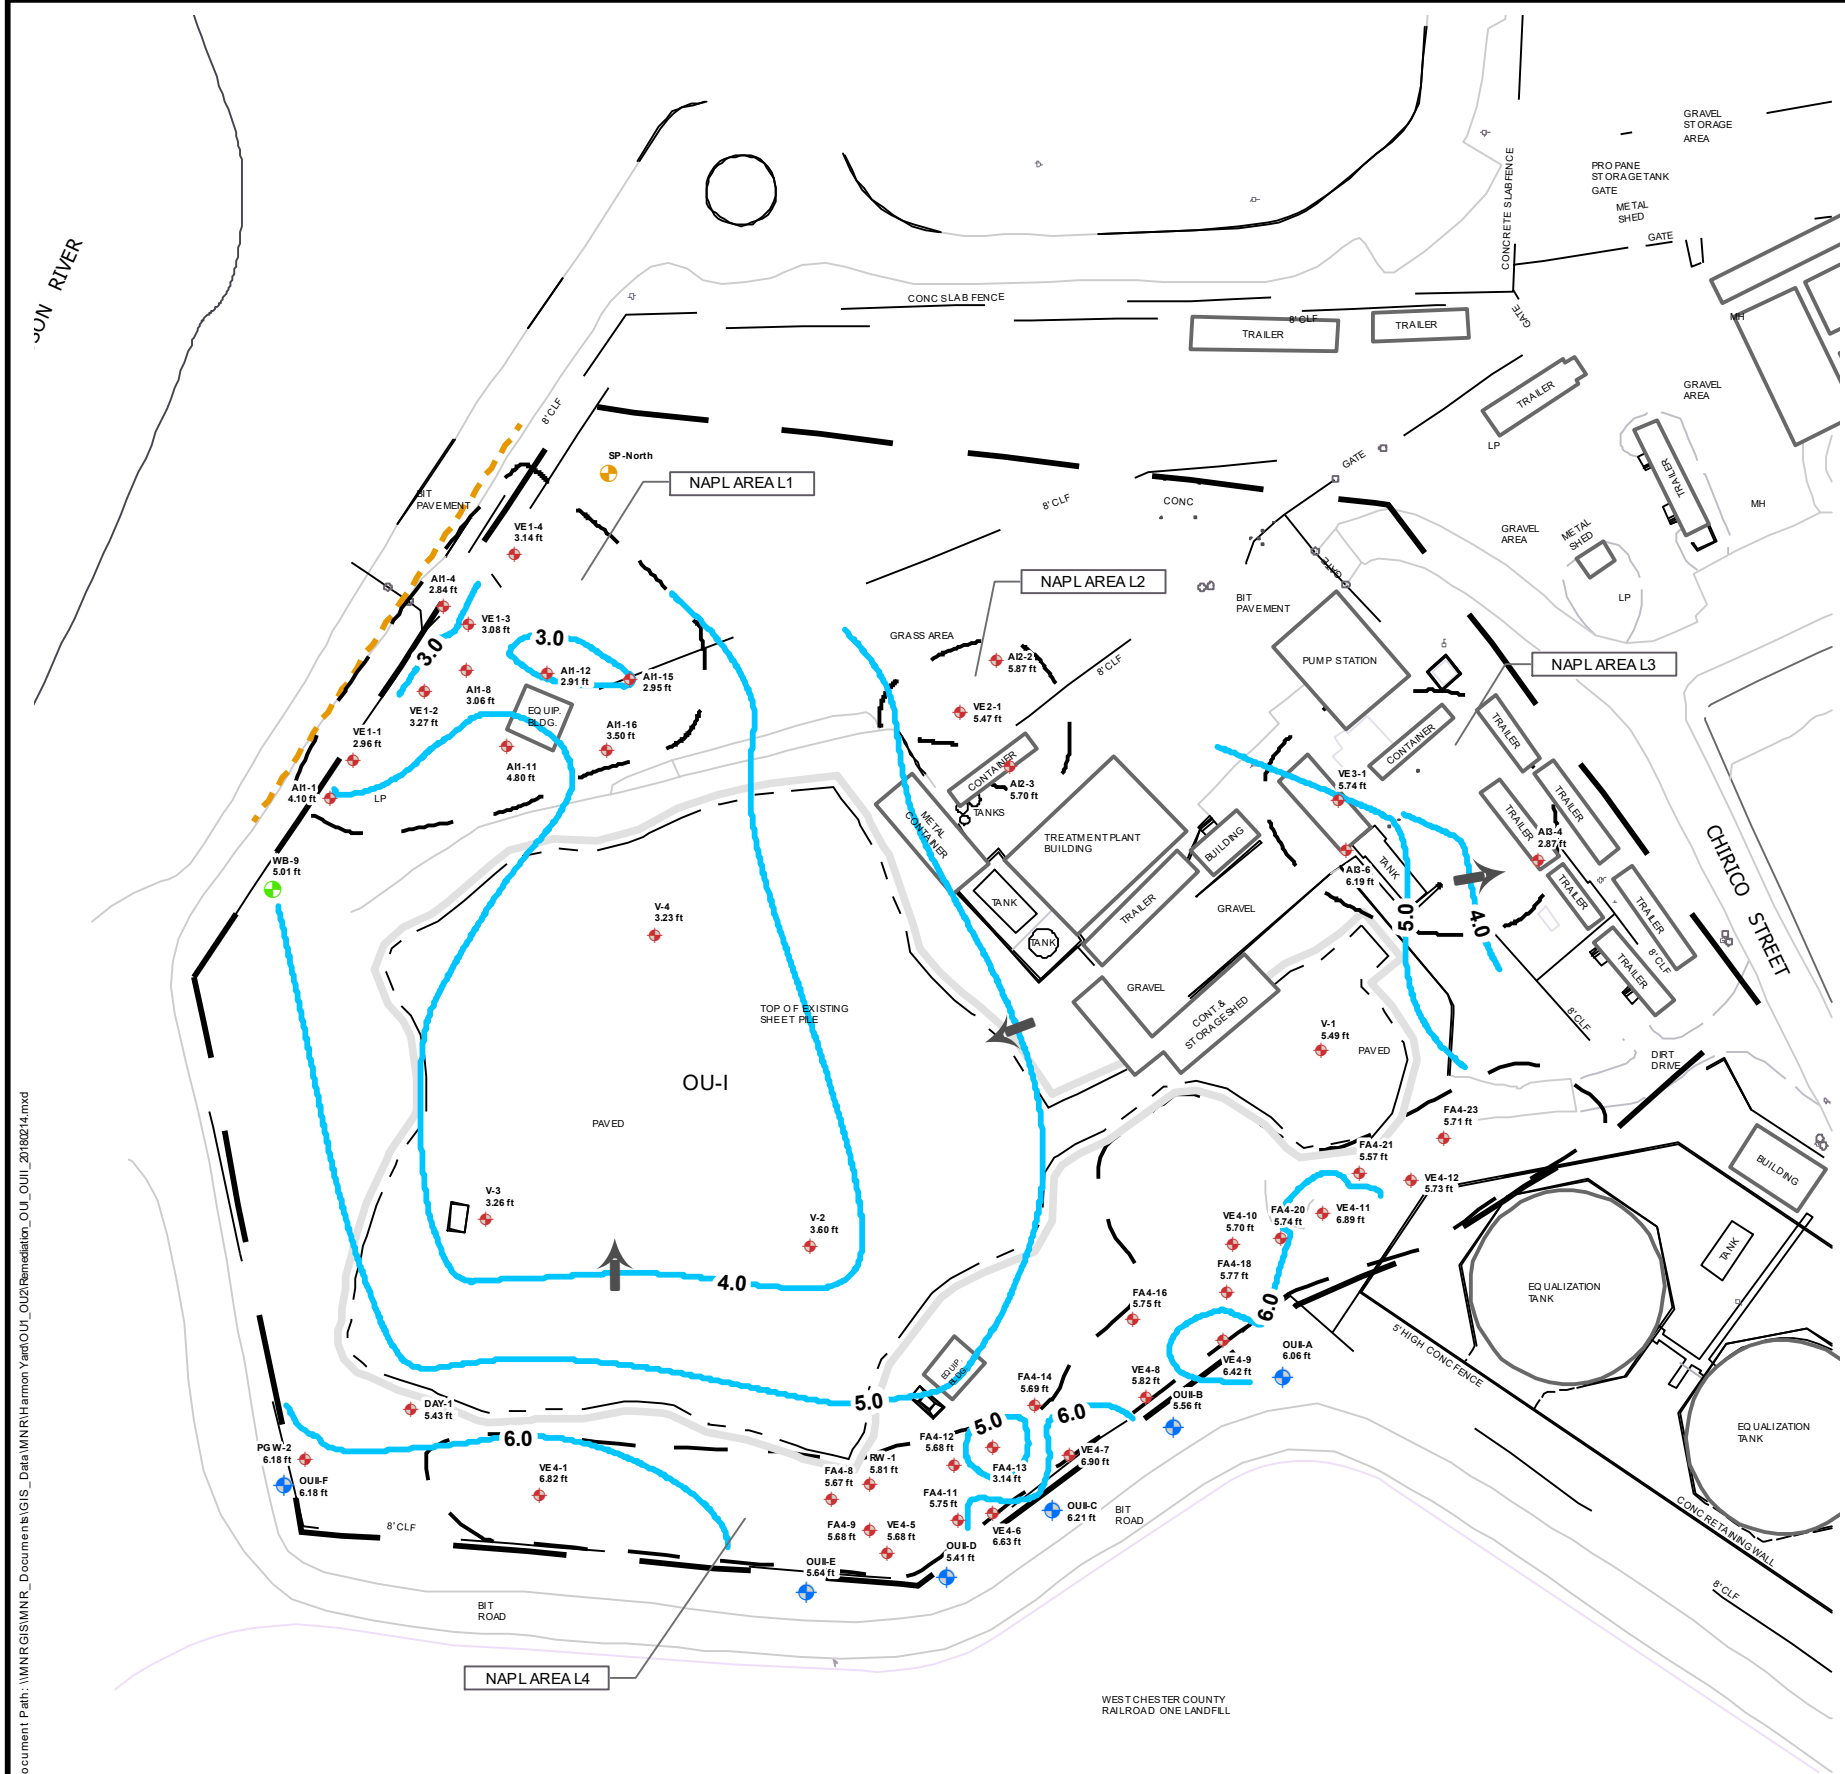 GRAVEL
STORAGE
AREA
PROPANE
STORAGE TANK
GATE
METAL
SHED
GATE
CONCRETE SLAB FENCE
SON RIVER
CONC SLAB FENCE
8' CLF
TRAILER
TRAILER
GATE
MH
TRAILER
GRAVEL
AREA
8' CLF
LP
SP-North
GATE
NAPL AREA L1
TRAILER
BIT
PAVEMENT
8' CLF
CONC
MH
VE1-4
3.14 ft
GRAVEL
AREA
METAL
SHED
AI1-4
2.84 ft
NAPL AREA L2
GATE
BIT
PAVEMENT
LP
VE1-3
3.08 ft
3.0
3.0
GRASS AREA
AI2-2
5.87 ft
8' CLF
PUMP STATION
NAPL AREA L3
AI1-12
2.91 ft
AI1-15
2.95 ft
AI1-8
3.06 ft
VE1-2
3.27 ft
EQUIP.
BLDG.
VE2-1
5.47 ft
AI1-16
3.50 ft
VE1-1
2.96 ft
TRAILER
CONTAINER
AI1-11
4.80 ft
CONTAINER
VE3-1
5.74 ft
AI1-1
4.10 ft
LP
AI2-3
5.70 ft
TANKS
TRAILER
TRAILER
METAL
CONTAINER
TREATMENT PLANT
BUILDING
BUILDING
AI3-4
2.87 ft
CHIRICO STREET
WB-9
5.01 ft
AI3-6
6.19 ft
TANK
TANK
TRAILER
GRAVEL
TRAILER
TRAILER
V-4
3.23 ft
5.0
4.0
TANK
TRAILER
8' CLF
GRAVEL
TOP OF EXISTING
SHEET PILE
CONT. &
STORAGE SHED
8' CLF
V-1
5.49 ft
PAVED
DIRT
DRIVE
OU-I
PAVED
FA4-23
5.71 ft
FA4-21
5.57 ft
VE4-12
5.73 ft
BUILDING
V-3
3.26 ft
V-2
3.60 ft
VE4-10
5.70 ft
FA4-20
5.74 ft
VE4-11
6.89 ft
TANK
FA4-18
5.77 ft
4.0
EQUALIZATION
TANK
FA4-16
5.75 ft
6.0
5' HIGH CONC FENCE
EQUIP.
BLDG.
VE4-9
6.42 ft
OUII-A
6.06 ft
VE4-8
5.82 ft
FA4-14
5.69 ft
OUII-B
5.56 ft
5.0
DAY-1
5.43 ft
5.0
6.0
EQUALIZATION
TANK
6.0
FA4-12
5.68 ft
PGW-2
6.18 ft
VE4-7
6.90 ft
RW-1
5.81 ft
FA4-13
3.14 ft
VE4-1
6.82 ft
FA4-8
5.67 ft
OUII-F
6.18 ft
FA4-11
5.75 ft
OUII-C
6.21 ft
BIT
ROAD
CONC RETAINING WALL
8' CLF
FA4-9
5.68 ft
VE4-5
5.68 ft
VE4-6
6.63 ft
OUII-D
5.41 ft
OUII-E
5.64 ft
8' CLF
BIT
ROAD
NAPL AREA L4
WESTCHESTER COUNTY
RAILROAD ONE LANDFILL
ocument Path: \\MNRGIS\MNR_Documents\GIS_Data\MNR\Harmon Yard\OU1_OU2\Remediation_OUI_OUII_20180214.mxd